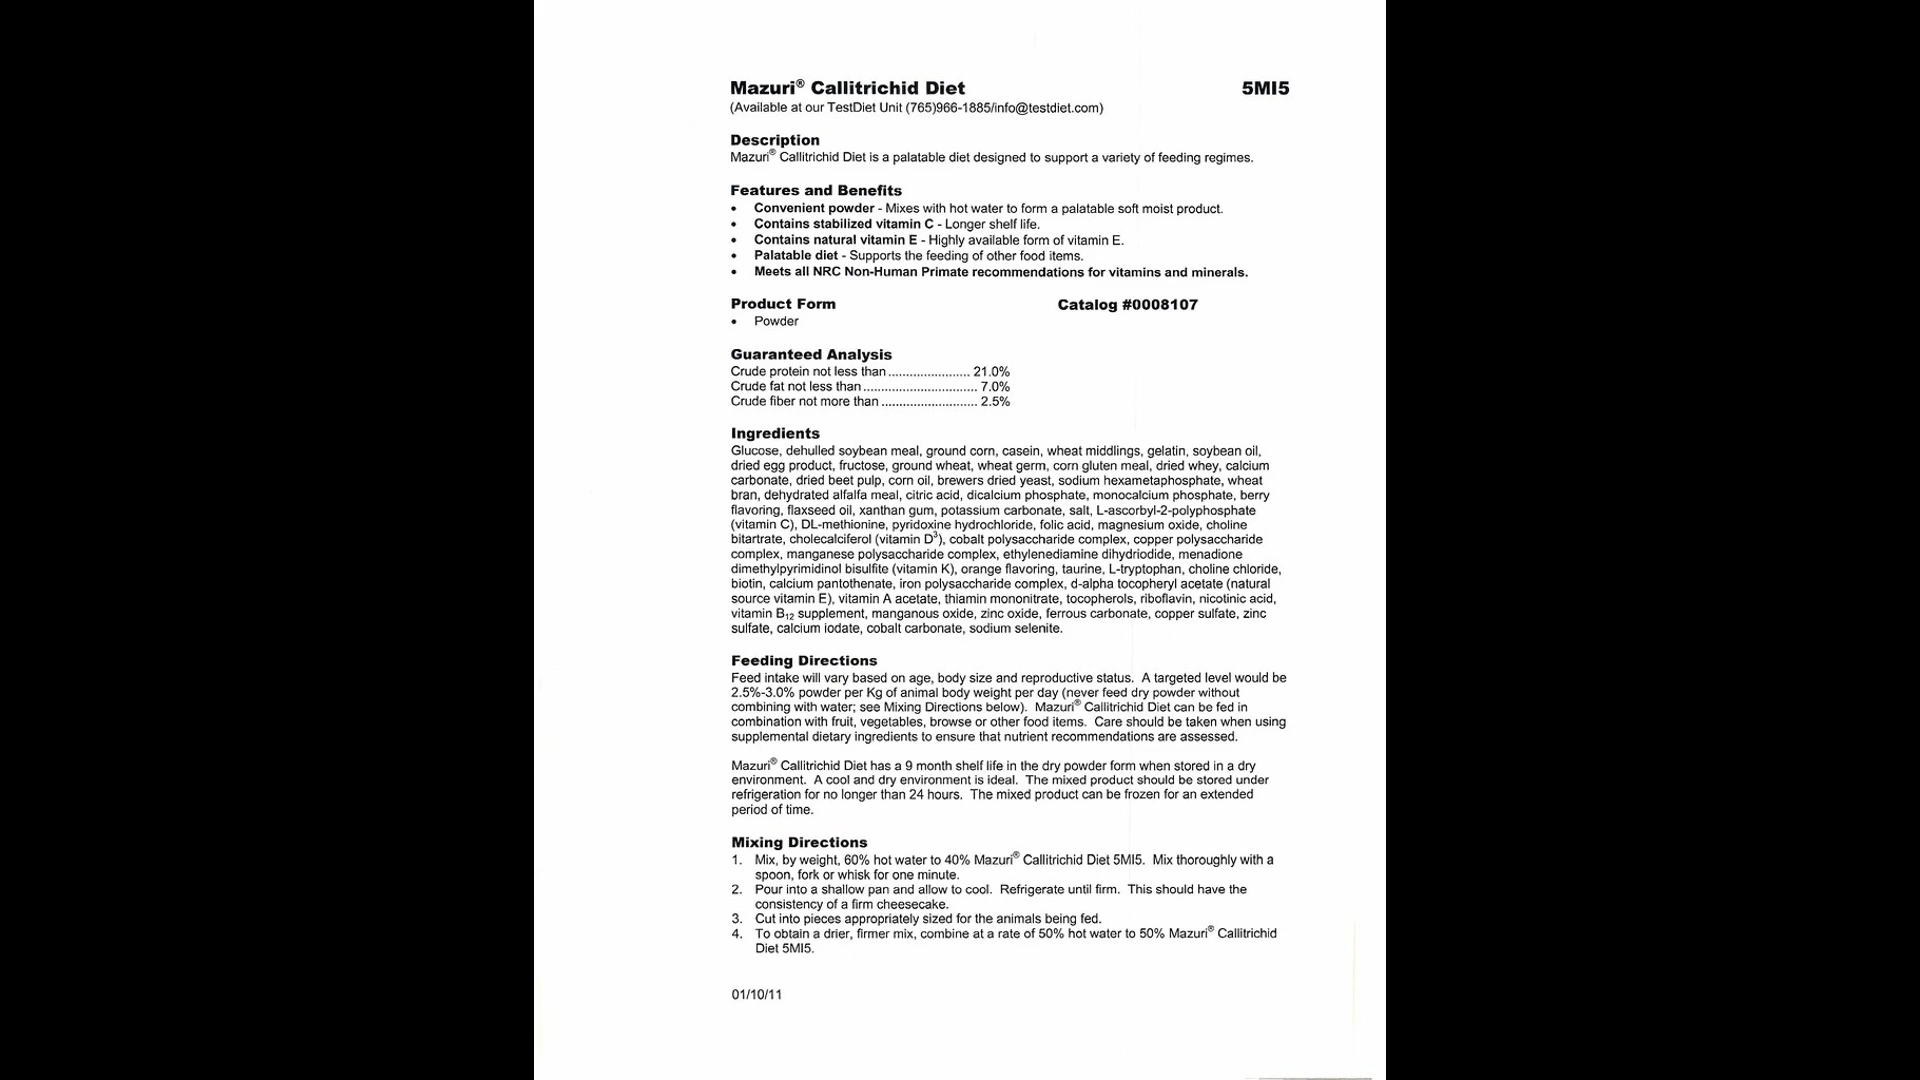 Mazuri® Callitrichid Diet 5MI5
(Available at our TestDiet Unit (765)966-1885/info@testdiet.com)
Description
Mazuri® Callitrichid Diet is a palatable diet designed to support a variety of feeding regimes.
Features and Benefits
• Convenient powder - Mixes with hot water to form a palatable soft moist product.
• Contains stabilized vitamin C - Longer shelf life.
• Contains natural vitamin E - Highly available form of vitamin E.
• Palatable diet - Supports the feeding of other food items.
• Meets all NRC Non-Human Primate recommendations for vitamins and minerals.
Product Form Catalog #0008107
• Powder
Guaranteed Analysis
Crude protein not less than ....................... 21.0%
Crude fat not less than ................................ 7.0%
Crude fiber not more than ........................... 2.5%
Ingredients
Glucose, dehulled soybean meal, ground corn, casein, wheat middlings, gelatin, soybean oil,
dried egg product, fructose, ground wheat, wheat germ, corn gluten meal, dried whey, calcium
carbonate, dried beet pulp, corn oil, brewers dried yeast, sodium hexametaphosphate, wheat
bran, dehydrated alfalfa meal, citric acid, dicalcium phosphate, monocalcium phosphate, berry
flavoring, flaxseed oil, xanthan gum, potassium carbonate, salt, L-ascorbyl-2-polyphosphate
(vitamin C), DL-methionine, pyridoxine hydrochloride, folic acid, magnesium oxide, choline
bitartrate, cholecalciferol (vitamin D³), cobalt polysaccharide complex, copper polysaccharide
complex, manganese polysaccharide complex, ethylenediamine dihydriodide, menadione
dimethylpyrimidinol bisulfite (vitamin K), orange flavoring, taurine, L-tryptophan, choline chloride,
biotin, calcium pantothenate, iron polysaccharide complex, d-alpha tocopheryl acetate (natural
source vitamin E), vitamin A acetate, thiamin mononitrate, tocopherols, riboflavin, nicotinic acid,
vitamin B₁₂ supplement, manganous oxide, zinc oxide, ferrous carbonate, copper sulfate, zinc
sulfate, calcium iodate, cobalt carbonate, sodium selenite.
Feeding Directions
Feed intake will vary based on age, body size and reproductive status. A targeted level would be
2.5%-3.0% powder per Kg of animal body weight per day (never feed dry powder without
combining with water; see Mixing Directions below). Mazuri® Callitrichid Diet can be fed in
combination with fruit, vegetables, browse or other food items. Care should be taken when using
supplemental dietary ingredients to ensure that nutrient recommendations are assessed.
Mazuri® Callitrichid Diet has a 9 month shelf life in the dry powder form when stored in a dry
environment. A cool and dry environment is ideal. The mixed product should be stored under
refrigeration for no longer than 24 hours. The mixed product can be frozen for an extended
period of time.
Mixing Directions
1. Mix, by weight, 60% hot water to 40% Mazuri® Callitrichid Diet 5MI5. Mix thoroughly with a
spoon, fork or whisk for one minute.
2. Pour into a shallow pan and allow to cool. Refrigerate until firm. This should have the
consistency of a firm cheesecake.
3. Cut into pieces appropriately sized for the animals being fed.
4. To obtain a drier, firmer mix, combine at a rate of 50% hot water to 50% Mazuri® Callitrichid
Diet 5MI5.
01/10/11